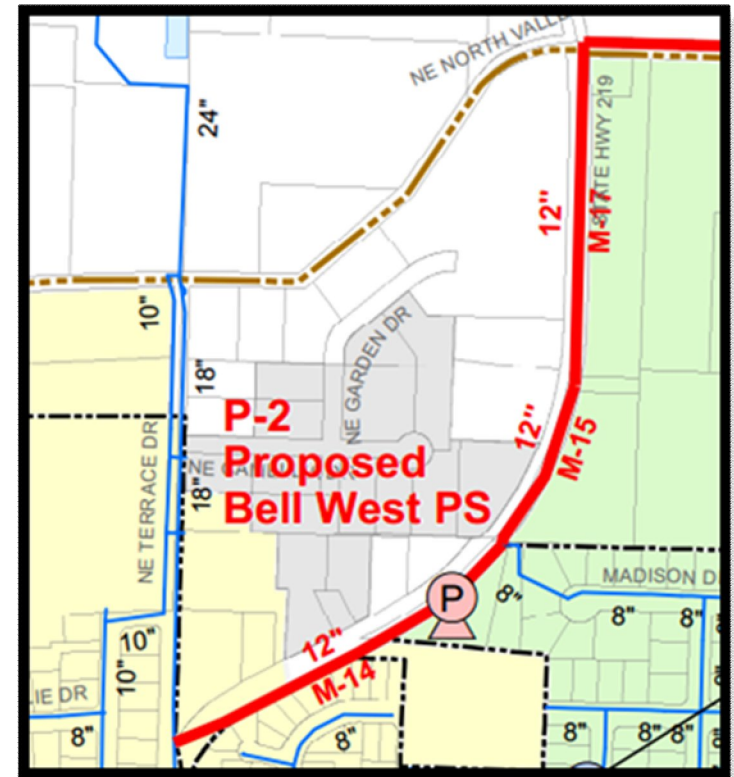 NE NORTH VALLE
24"
STATE HWY 219
12"
M-17
10"
18"
NE GARDEN DR
12"
M-15
P-2
Proposed
Bell West PS
NE TERRACE DR
18"
P
8"
MADISON D
8"
8"
12"
M-14
10"
10"
LIE DR
8"
8"
8"
8"
8"